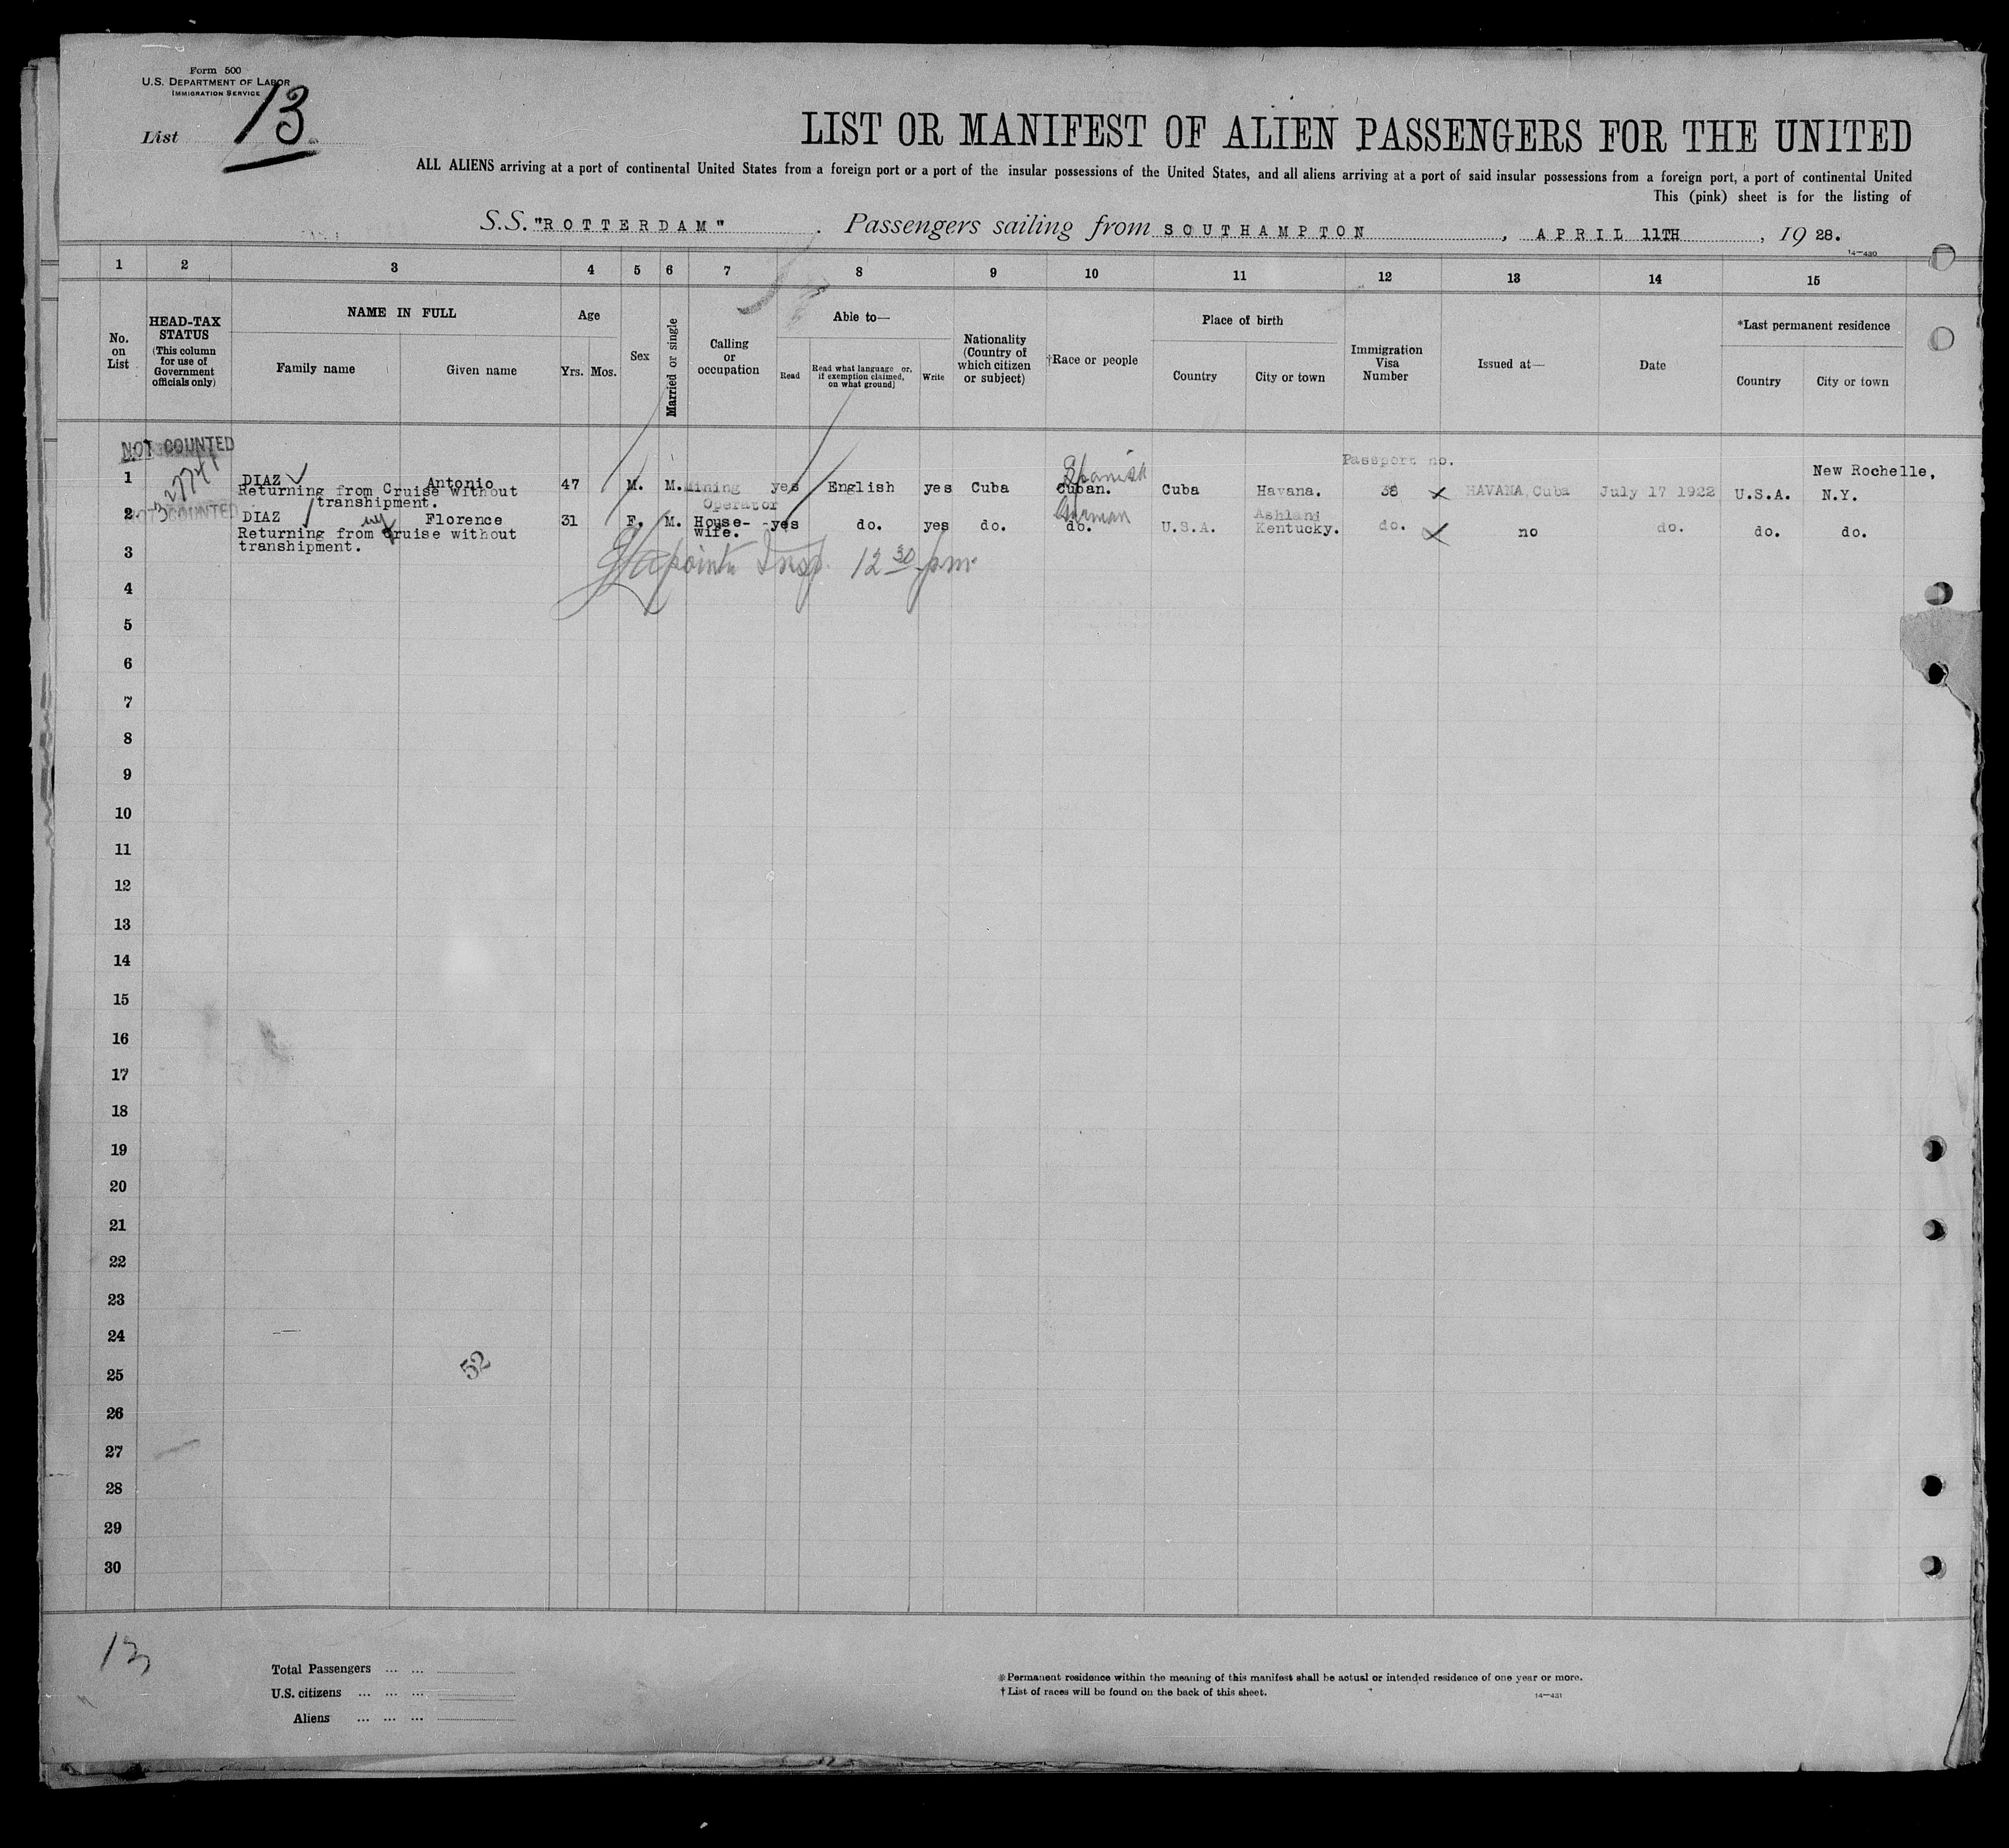 Form 500
U.S. DEPARTMENT OF LABOR
IMMIGRATION SERVICE
List 13
LIST OR MANIFEST OF ALIEN PASSENGERS FOR THE UNITED
ALL ALIENS arriving at a port of continental United States from a foreign port or a port of the insular possessions of the United States, and all aliens arriving at a port of said insular possessions from a foreign port, a port of continental United
This (pink) sheet is for the listing of
S.S. "ROTTERDAM" . Passengers sailing from SOUTHAMPTON , APRIL 11TH , 19 28.
14—430
1 2 3 4 5 6 7 8 9 10 11 12 13 14 15
No. on List
HEAD-TAX STATUS
(This column for use of Government officials only)
NAME IN FULL
Family name Given name
Age
Yrs. Mos.
Sex
Married or single
Calling or occupation
Able to—
Read
Read what language or, if exemption claimed, on what ground]
Write
Nationality (Country of which citizen or subject)
†Race or people
Place of birth
Country City or town
Immigration Visa Number
Issued at—
Date
*Last permanent residence
Country City or town
NOT COUNTED
Passport no.
Spanish
1 DIAZ Antonio 47 M. M. Mining Operator yes English yes Cuba Cuban. Cuba Havana. 38 HAVANA, Cuba July 17 1922 U.S.A. New Rochelle, N.Y.
Returning from Cruise without
transhipment.
NOT COUNTED
German
2 DIAZ Florence 31 F. M. House-wife. yes do. yes do. do. U.S.A. Ashland Kentucky. do. no do. do. do.
Returning from Cruise without
transhipment.
3
12 30 pm
4
5
6
7
8
9
10
11
12
13
14
15
16
17
18
19
20
21
22
23
24
25
52
26
27
28
29
30
13
Total Passengers ... ...
U.S. citizens ... ... ...
Aliens ... ... ...
*Permanent residence within the meaning of this manifest shall be actual or intended residence of one year or more.
†List of races will be found on the back of this sheet.
14—431